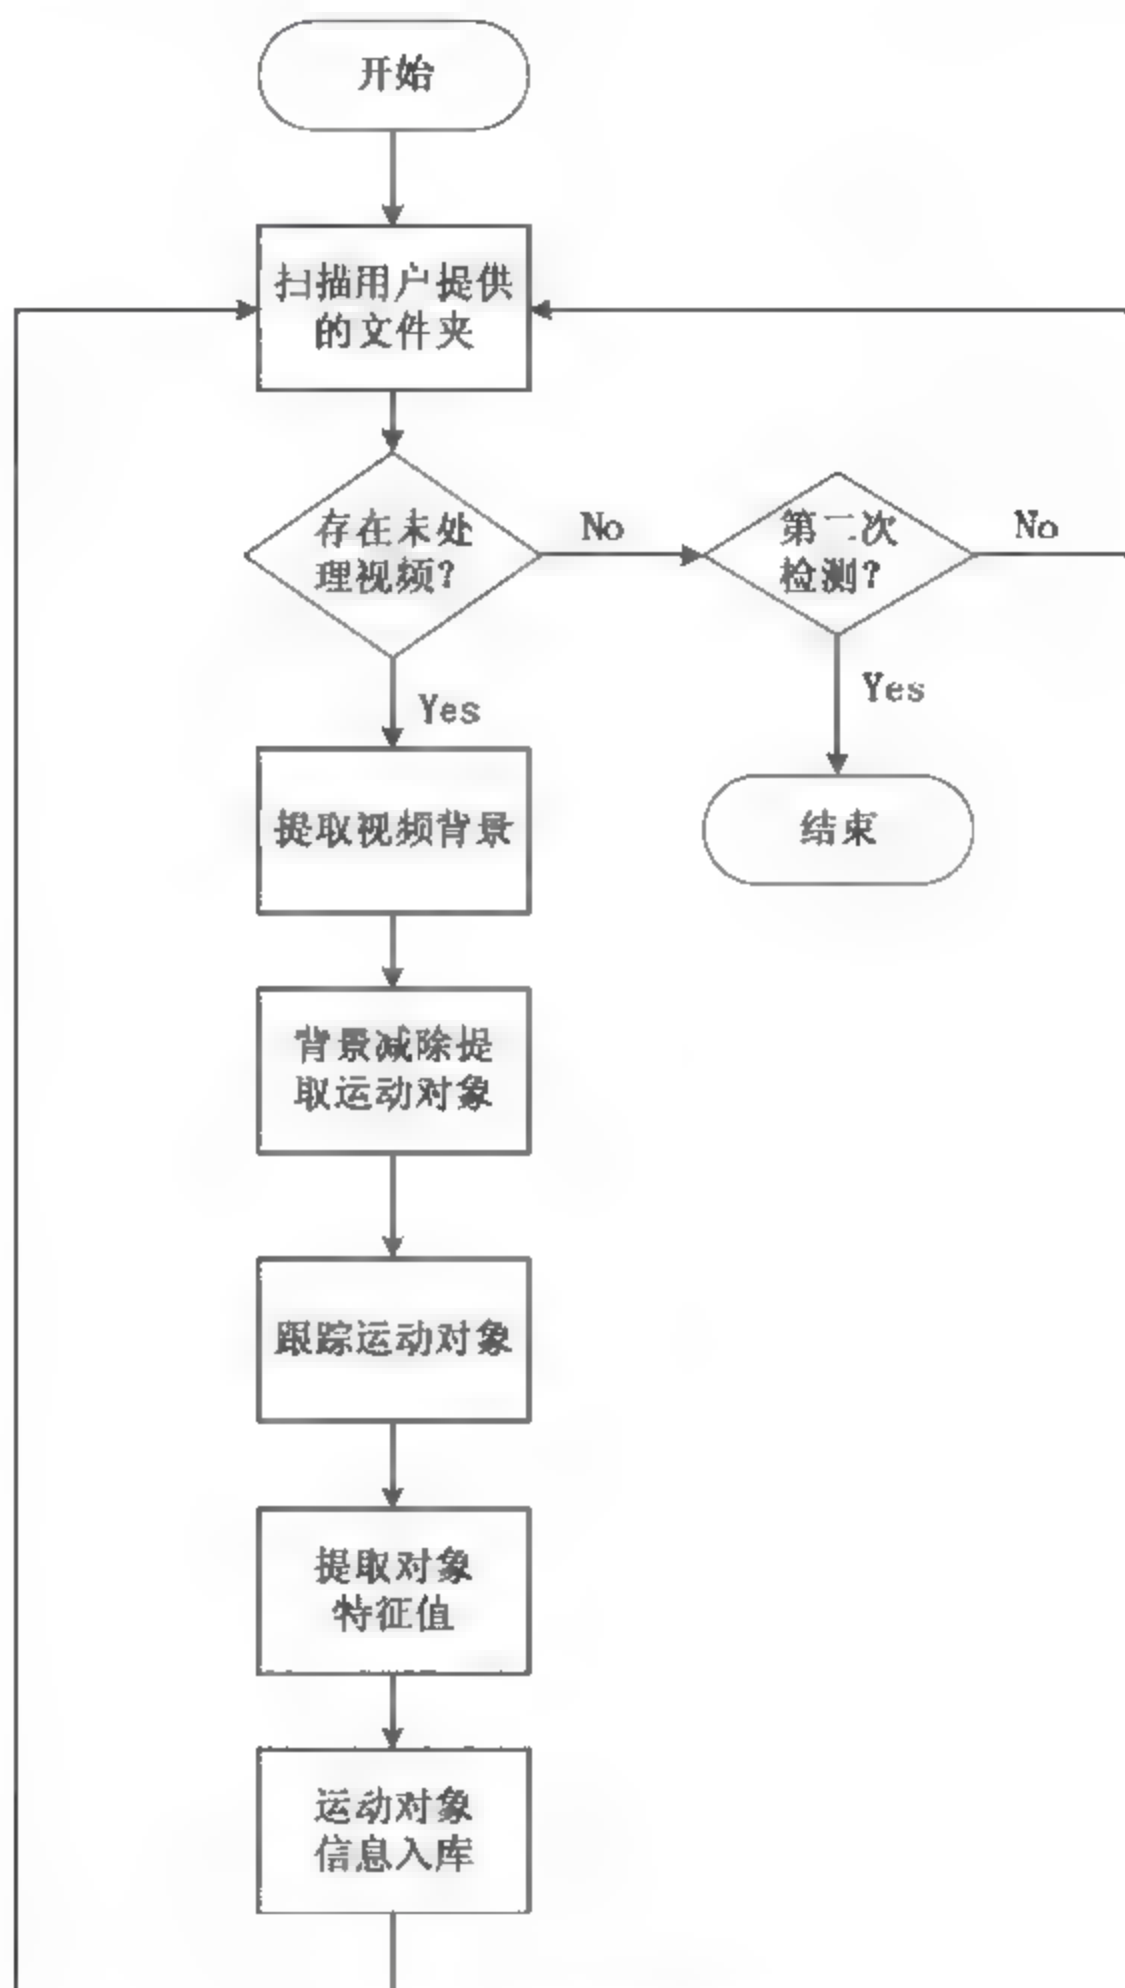 开始
扫描用户提供
的文件夹
存在未处
理视频?
No
第二次
检测?
No
Yes
Yes
提取视频背景
结束
背景减除提
取运动对象
跟踪运动对象
提取对象
特征值
运动对象
信息入库